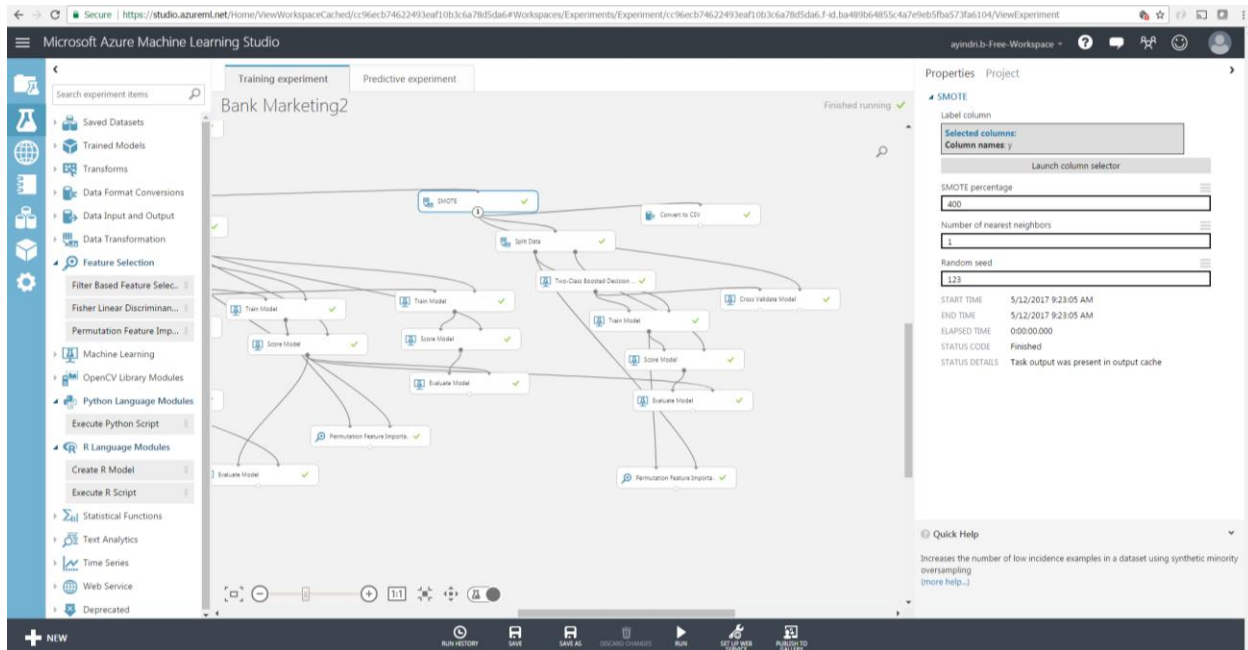 Secure | https://studio.azureml.net/Home/ViewWorkspaceCached/cc96ecb74622493eaf10b3c6a78d5da6#Workspaces/Experiments/Experiment/cc96ecb74622493eaf10b3c6a78d5da6.f-id.ba489b64855c4a7e9eb5fba573fa6104/ViewExperiment
Microsoft Azure Machine Learning Studio
ayindri.b-Free-Workspace
Search experiment items
Saved Datasets
Trained Models
Transforms
Data Format Conversions
Data Input and Output
Data Transformation
Feature Selection
Filter Based Feature Selec..
Fisher Linear Discriminan...
Permutation Feature Imp...
Machine Learning
OpenCV Library Modules
Python Language Modules
Execute Python Script
R Language Modules
Create R Model
Execute R Script
Statistical Functions
Text Analytics
Time Series
Web Service
Deprecated
Training experiment
Predictive experiment
Bank Marketing2
Finished running
SMOTE
1
Convert to CSV
Split Data
Two-Class Boosted Decision ...
Train Model
Train Model
Cross Validate Model
Train Model
Score Model
Score Model
Score Model
Evaluate Model
Evaluate Model
Permutation Feature Importa..
Evaluate Model
Permutation Feature Importa..
1:1
Properties Project
SMOTE
Label column
Selected columns:
Column names: y
Launch column selector
SMOTE percentage
400
Number of nearest neighbors
1
Random seed
123
START TIME 5/12/2017 9:23:05 AM
END TIME 5/12/2017 9:23:05 AM
ELAPSED TIME 0:00:00.000
STATUS CODE Finished
STATUS DETAILS Task output was present in output cache
Quick Help
Increases the number of low incidence examples in a dataset using synthetic minority
oversampling
(more help...)
NEW
RUN HISTORY
SAVE
SAVE AS
DISCARD CHANGES
RUN
SET UP WEB
SERVICE
PUBLISH TO
GALLERY